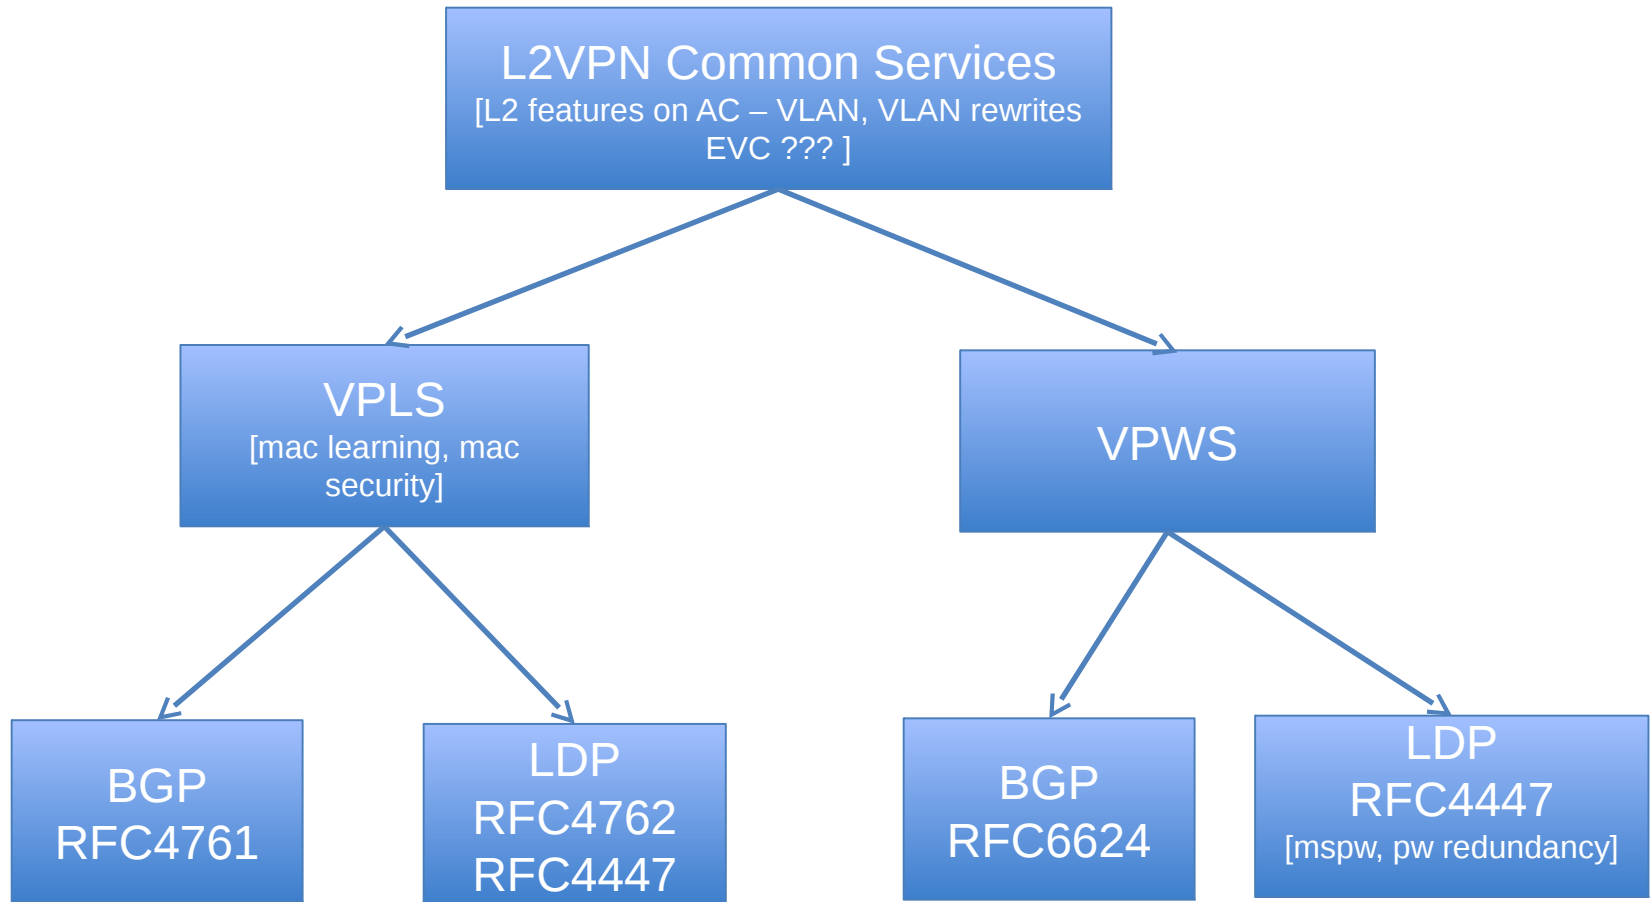 L2VPN Common Services
[L2 features on AC – VLAN, VLAN rewrites
EVC ??? ]
VPLS
[mac learning, mac
security]
VPWS
BGP
RFC4761
LDP
RFC4762
RFC4447
BGP
RFC6624
LDP
RFC4447
[mspw, pw redundancy]